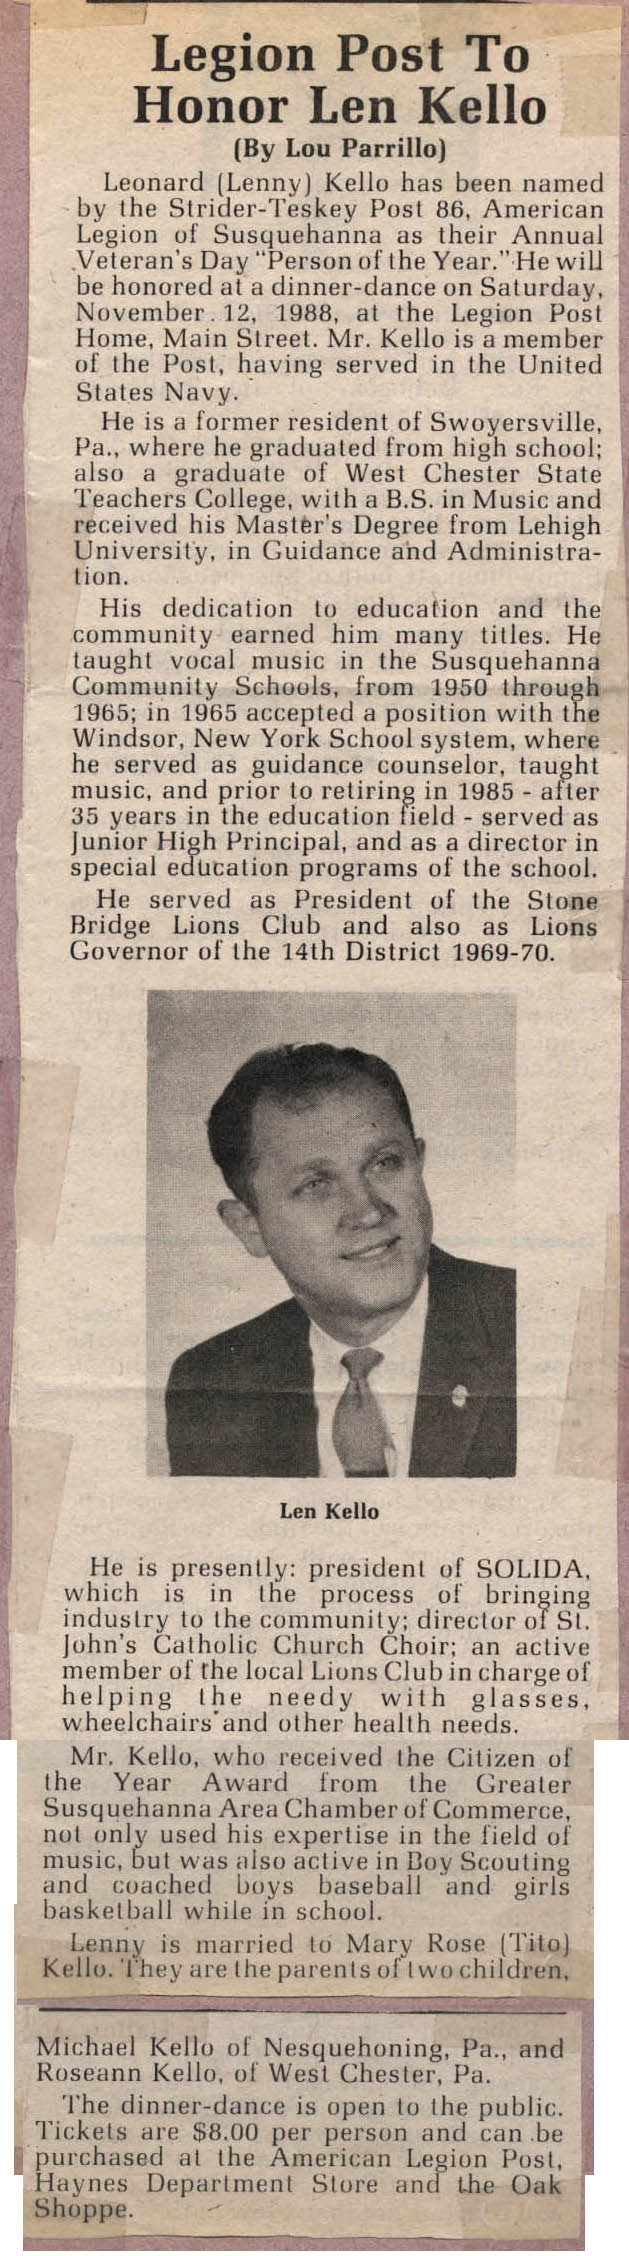 Legion Post To
Honor Len Kello
(By Lou Parrillo)
Leonard (Lenny) Kello has been named
by the Strider-Teskey Post 86, American
Legion of Susquehanna as their Annual
Veteran's Day "Person of the Year." He will
be honored at a dinner-dance on Saturday,
November 12, 1988, at the Legion Post
Home, Main Street. Mr. Kello is a member
of the Post, having served in the United
States Navy.
He is a former resident of Swoyersville,
Pa., where he graduated from high school;
also a graduate of West Chester State
Teachers College, with a B.S. in Music and
received his Master's Degree from Lehigh
University, in Guidance and Administra-
tion.
His dedication to education and the
community earned him many titles. He
taught vocal music in the Susquehanna
Community Schools, from 1950 through
1965; in 1965 accepted a position with the
Windsor, New York School system, where
he served as guidance counselor, taught
music, and prior to retiring in 1985 - after
35 years in the education field - served as
Junior High Principal, and as a director in
special education programs of the school.
He served as President of the Stone
Bridge Lions Club and also as Lions
Governor of the 14th District 1969-70.
Len Kello
He is presently: president of SOLIDA,
which is in the process of bringing
industry to the community; director of St.
John's Catholic Church Choir; an active
member of the local Lions Club in charge of
helping the needy with glasses,
wheelchairs and other health needs.
Mr. Kello, who received the Citizen of
the Year Award from the Greater
Susquehanna Area Chamber of Commerce,
not only used his expertise in the field of
music, but was also active in Boy Scouting
and coached boys baseball and girls
basketball while in school.
Lenny is married to Mary Rose (Tito)
Kello. They are the parents of two children,
Michael Kello of Nesquehoning, Pa., and
Roseann Kello, of West Chester, Pa.
The dinner-dance is open to the public.
Tickets are $8.00 per person and can be
purchased at the American Legion Post,
Haynes Department Store and the Oak
Shoppe.